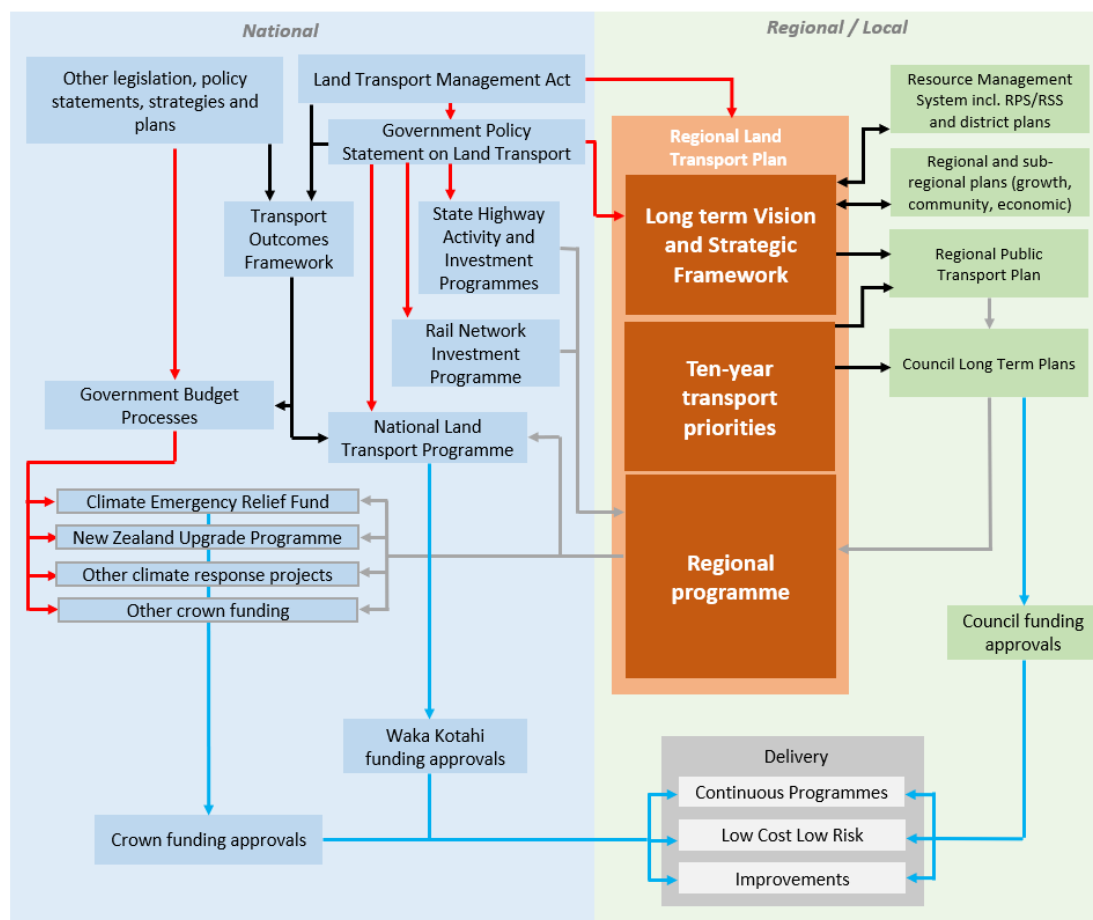 National
Regional / Local
Other legislation, policy
statements, strategies and
plans
Land Transport Management Act
Government Policy
Statement on Land Transport
Transport
Outcomes
Framework
State Highway
Activity and
Investment
Programmes
Rail Network
Investment
Programme
Government Budget
Processes
National Land
Transport Programme
Climate Emergency Relief Fund
New Zealand Upgrade Programme
Other climate response projects
Other crown funding
Waka Kotahi
funding approvals
Crown funding approvals
Regional Land
Transport Plan
Long term Vision
and Strategic
Framework
Ten-year
transport
priorities
Regional
programme
Resource Management
System incl. RPS/RSS
and district plans
Regional and sub-
regional plans (growth,
community, economic)
Regional Public
Transport Plan
Council Long Term Plans
Council funding
approvals
Delivery
Continuous Programmes
Low Cost Low Risk
Improvements